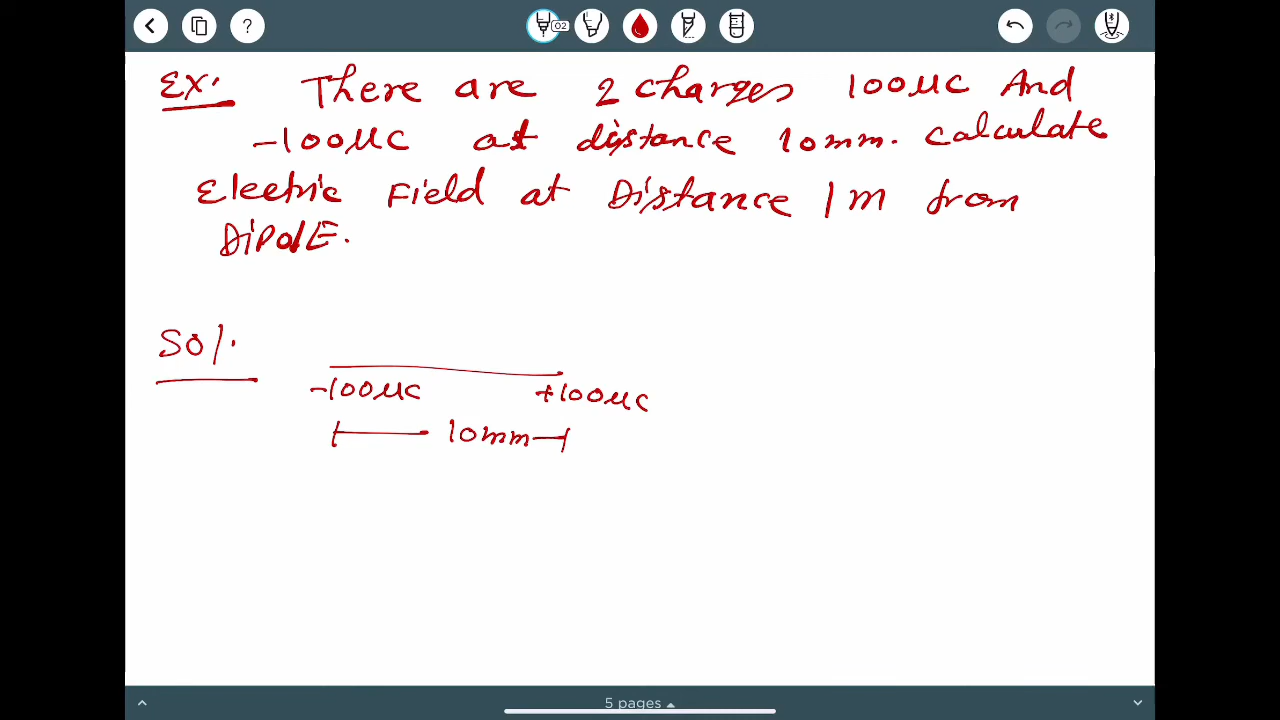 ?
02
Ex. There are 2 charges 100μC And
-100μC at distance 10mm. calculate
Electric Field at Distance 1m from
DipolE.
Sol.
-100μC +100μC
10mm
5 pages